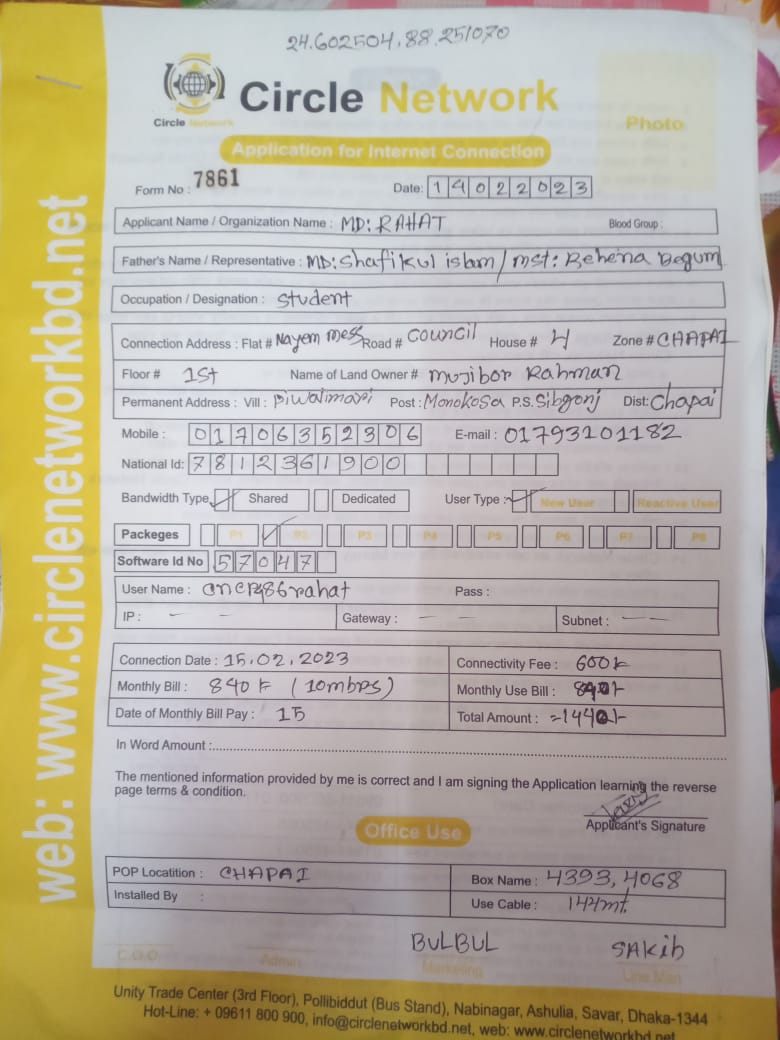 24.602504, 88.251070
Circle Network
Circle Network
Photo
Application for Internet Connection
Form No : 7861 Date: 14022023
Applicant Name / Organization Name : MD: RAHAT Blood Group :
Father's Name / Representative : MD: Shafikul islam / mst: Rehena Begum
Occupation / Designation : Student
Connection Address : Flat # Nayem mess Road # Council House # 4 Zone # CHAPAI
Floor # 1st Name of Land Owner # mujibor Rahman
Permanent Address : Vill : Post : Monokosa P.S. Sibgonj Dist: Chapai
Mobile : 01706352306 E-mail : 01793101182
National Id: 7812361900
Bandwidth Type Shared Dedicated User Type : New User Reactive User
Packeges P1 P2 P3 P4 P5 P6 P7 P8
Software Id No 57047
User Name : Pass :
IP : — — Gateway : — — Subnet : — —
Connection Date : 15.02.2023 Connectivity Fee : 600/-
Monthly Bill : 840/- (10mbps) Monthly Use Bill : 840/-
Date of Monthly Bill Pay : 15 Total Amount : =1440/-
In Word Amount :
The mentioned information provided by me is correct and I am signing the Application learning the reverse
page terms & condition.
Applicant's Signature
Office Use
POP Locatition : CHAPAI Box Name : 4393, 4068
Installed By : Use Cable : 144mt.
BULBUL SAKIb
C.O.O Admin Marketing Line Man
Unity Trade Center (3rd Floor), Pollibiddut (Bus Stand), Nabinagar, Ashulia, Savar, Dhaka-1344
Hot-Line: + 09611 800 900, info@circlenetworkbd.net, web: www.circlenetworkbd.net
web: www.circlenetworkbd.net